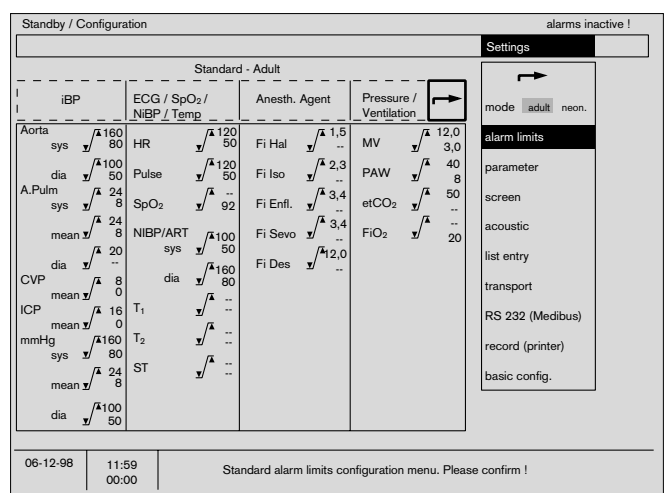 Standby / Configuration alarms inactive !
Settings
Standard - Adult
iBP
ECG / SpO2 /
NiBP / Temp
Anesth. Agent
Pressure /
Ventilation
mode adult neon.
Aorta
sys 160
80
dia 100
50
A.Pulm
sys 24
8
mean 24
8
dia 20
--
CVP
mean 8
0
ICP
mean 16
0
mmHg
sys 160
80
mean 24
8
dia 100
50
HR 120
50
Pulse 120
50
SpO2 --
92
NIBP/ART
sys 100
50
dia 160
80
T1 --
--
T2 --
--
ST --
--
Fi Hal 1,5
--
Fi Iso 2,3
--
Fi Enfl. 3,4
--
Fi Sevo 3,4
--
Fi Des 12,0
--
MV 12,0
3,0
PAW 40
8
etCO2 50
--
FiO2 --
20
alarm limits
parameter
screen
acoustic
list entry
transport
RS 232 (Medibus)
record (printer)
basic config.
06-12-98
11:59
00:00
Standard alarm limits configuration menu. Please confirm !